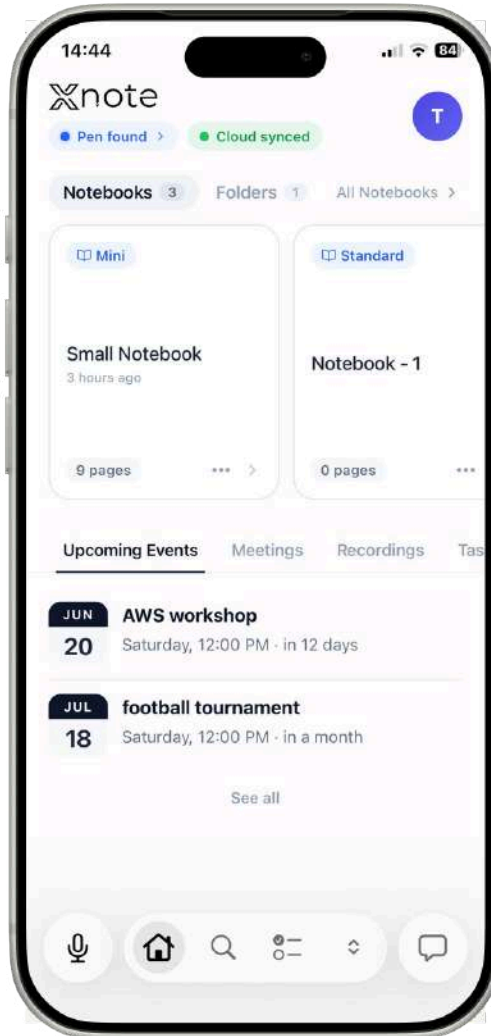 14:44
84
Xnote
T
Pen found >
Cloud synced
Notebooks 3
Folders 1
All Notebooks >
Mini
Standard
Small Notebook
3 hours ago
Notebook - 1
9 pages
0 pages
Upcoming Events
Meetings
Recordings
Tas
JUN
20
AWS workshop
Saturday, 12:00 PM · in 12 days
JUL
18
football tournament
Saturday, 12:00 PM · in a month
See all